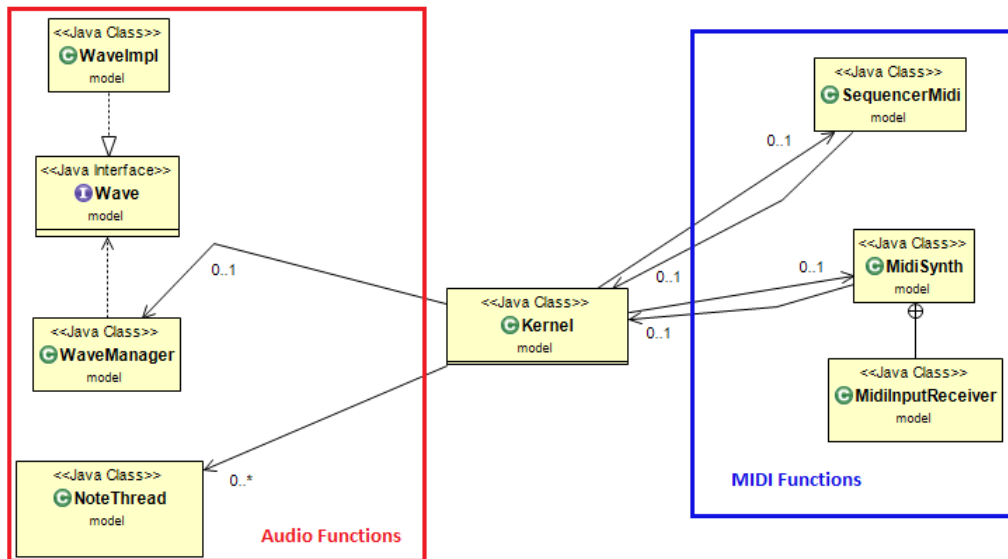 <<Java Class>>
WaveImpl
model
<<Java Interface>>
I Wave
model
0..1
<<Java Class>>
C WaveManager
model
<<Java Class>>
C NoteThread
model
0..*
Audio Functions
<<Java Class>>
C Kernel
model
0..1
0..1
0..1
0..1
<<Java Class>>
C SequencerMidi
model
<<Java Class>>
C MidiSynth
model
<<Java Class>>
C MidiInputReceiver
model
MIDI Functions